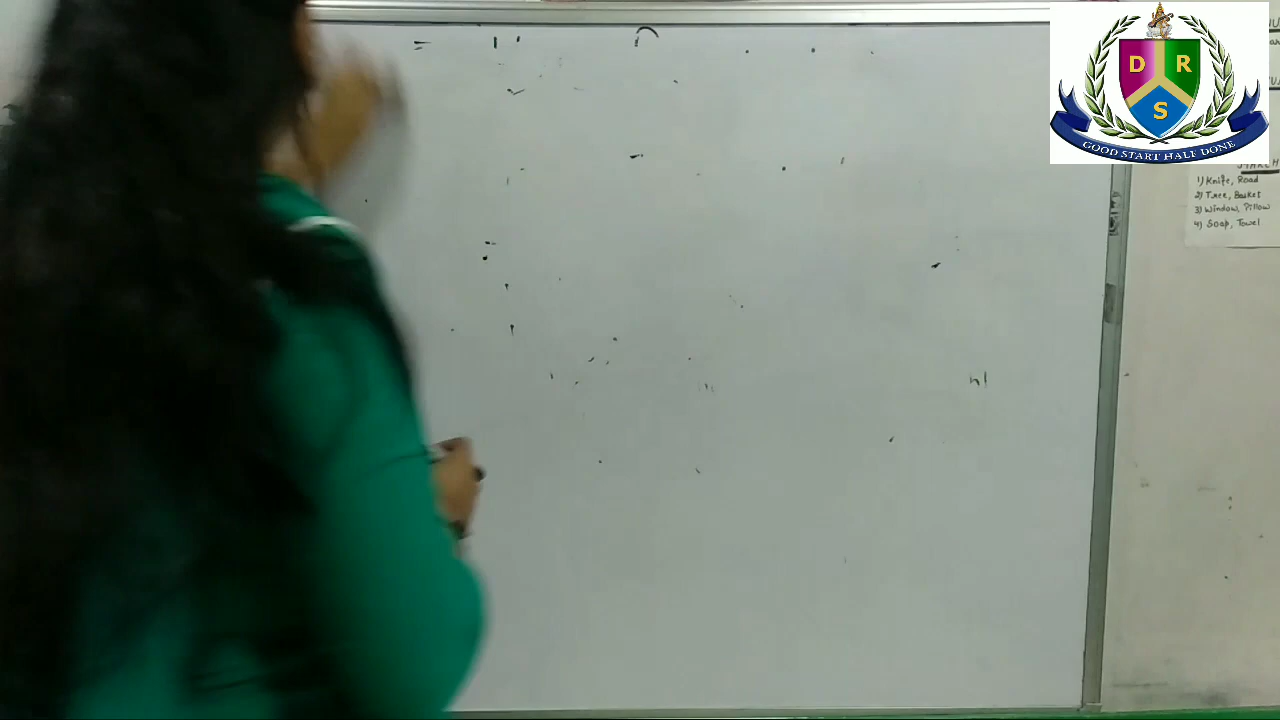 D R
S
GOOD START HALF DONE
1) Knife, Road
2) Tree, Basket
3) Window, Pillow
4) Soap, Towel